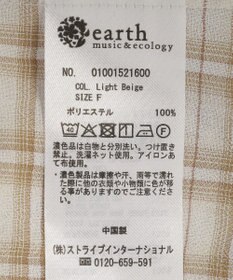 earth
music&ecology
NO. 01001521600
COL. Light Beige
SIZE F
ポリエステル 100%
濃色品は白物と分別洗い。つけ置き
禁止。洗濯ネット使用。アイロンあ
て布使用。
●濃色製品は摩擦や汗、雨等で濡れ
た際に他の衣類や小物類に色が移
る事がありますのでご注意下さい。
中国製
(株)ストライプインターナショナル
0120-659-591